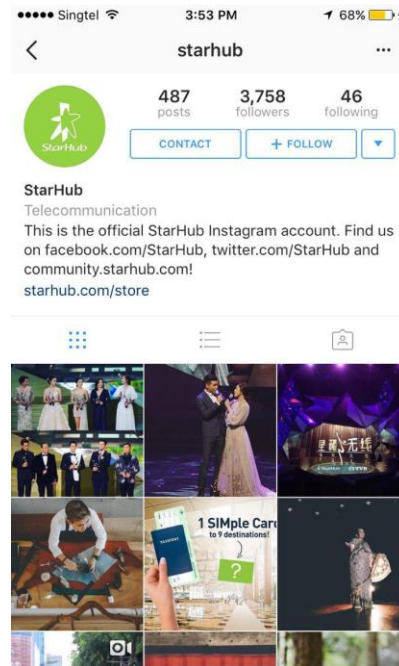 Singtel 3:53 PM 68%
starhub
487 3,758 46
posts followers following
StarHub
CONTACT + FOLLOW
StarHub
Telecommunication
This is the official StarHub Instagram account. Find us
on facebook.com/StarHub, twitter.com/StarHub and
community.starhub.com!
starhub.com/store
StarHub
1 SIMple Card
to 9 destinations!
PASSPORT
?